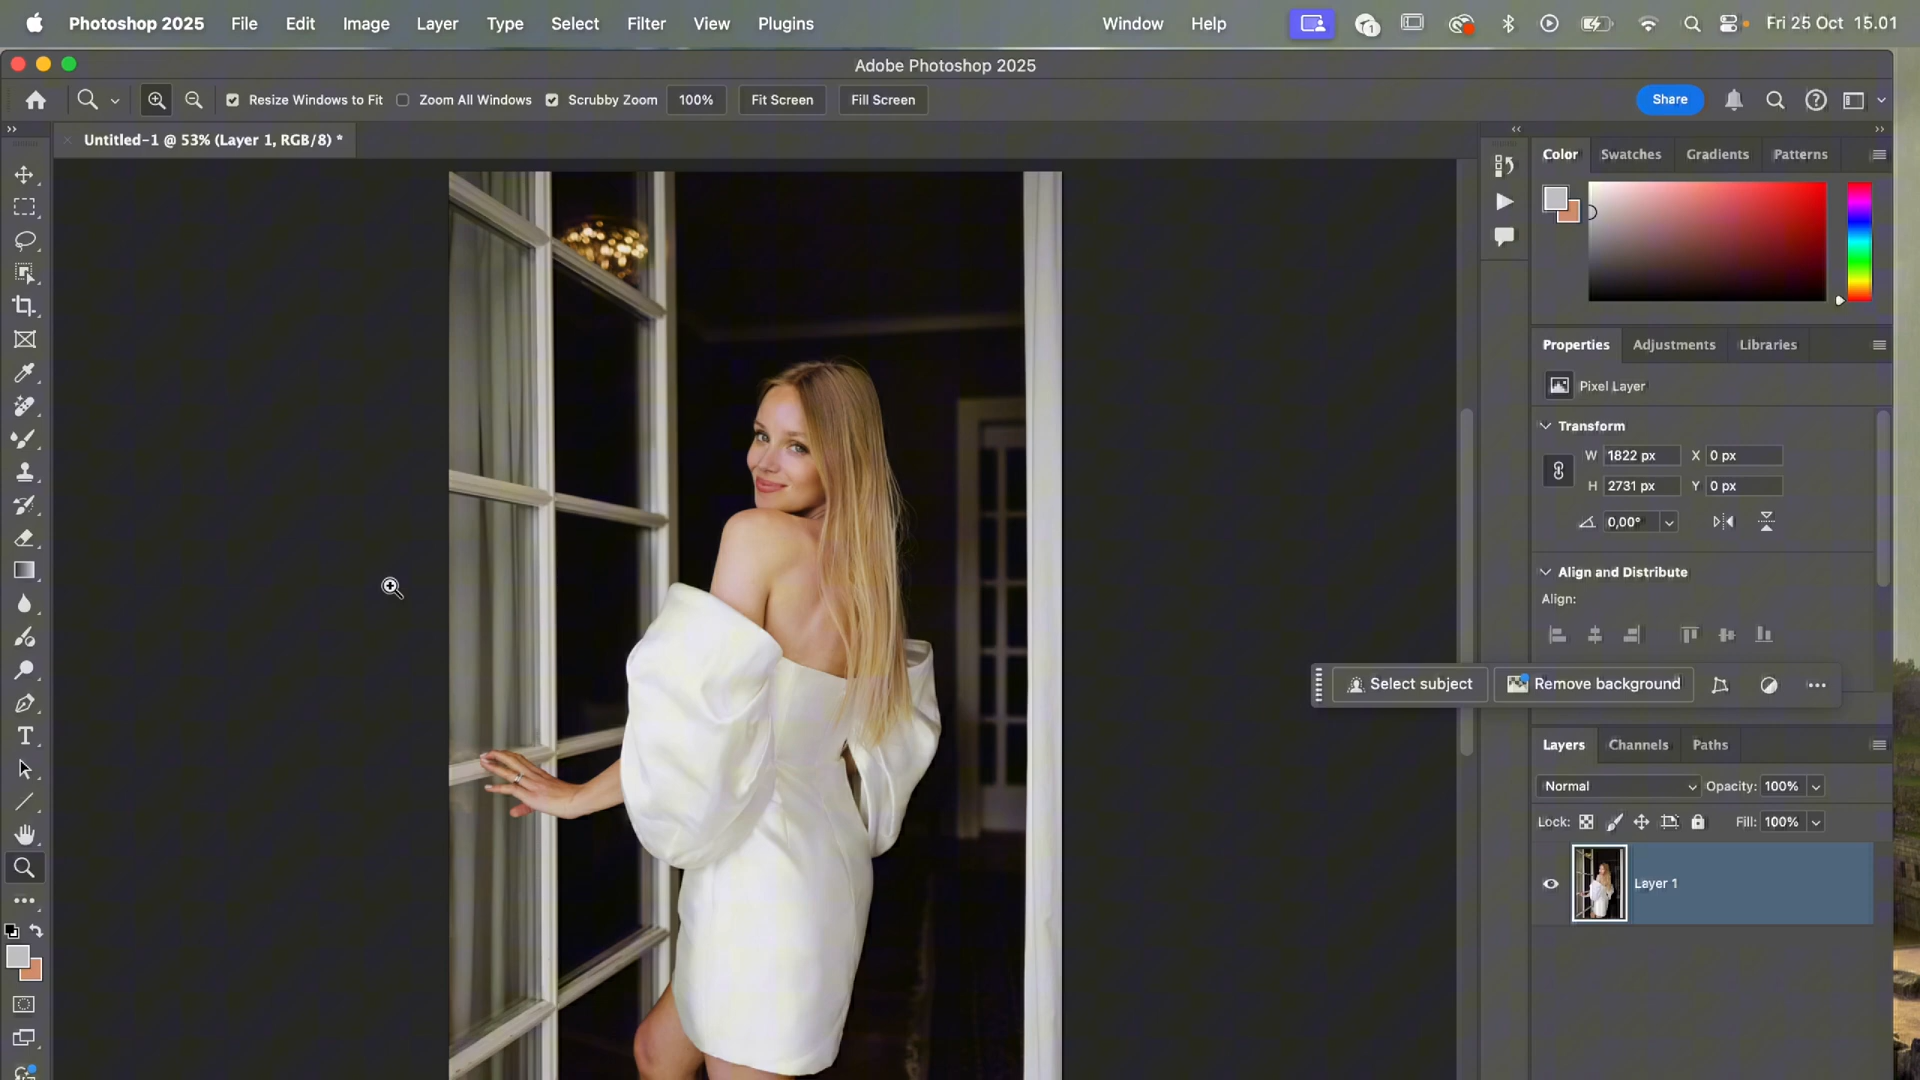 Photoshop 2025 File Edit Image Layer Type Select Filter View Plugins Window Help Fri 25 Oct 15.01
Adobe Photoshop 2025
Resize Windows to Fit Zoom All Windows Scrubby Zoom 100% Fit Screen Fill Screen Share
Untitled-1 @ 53% (Layer 1, RGB/8) *
Color Swatches Gradients Patterns
Properties Adjustments Libraries
Pixel Layer
Transform
W 1822 px X 0 px
H 2731 px Y 0 px
0,00°
Align and Distribute
Align:
Select subject Remove background
Layers Channels Paths
Normal Opacity: 100%
Lock: Fill: 100%
Layer 1